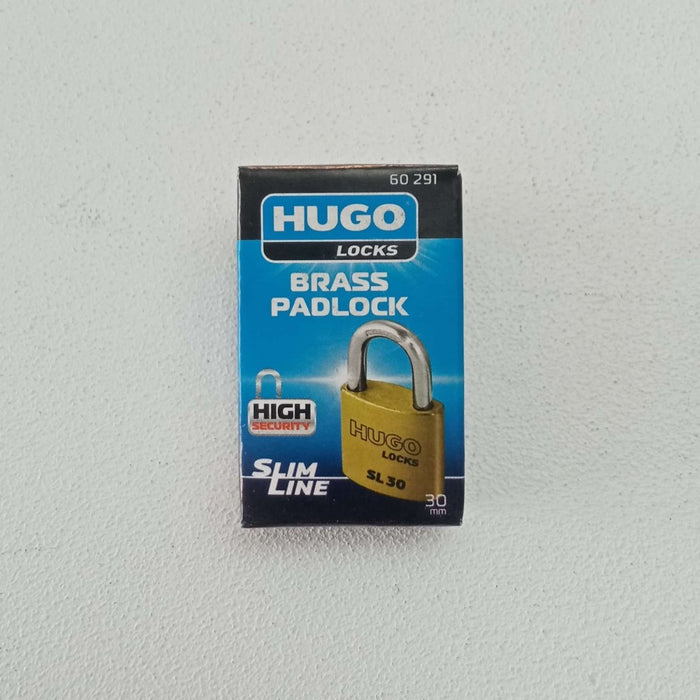 60 291
HUGO
LOCKS
BRASS
PADLOCK
HIGH
SECURITY
HUGO
LOCKS
SL 30
SLIM
LINE
30
mm